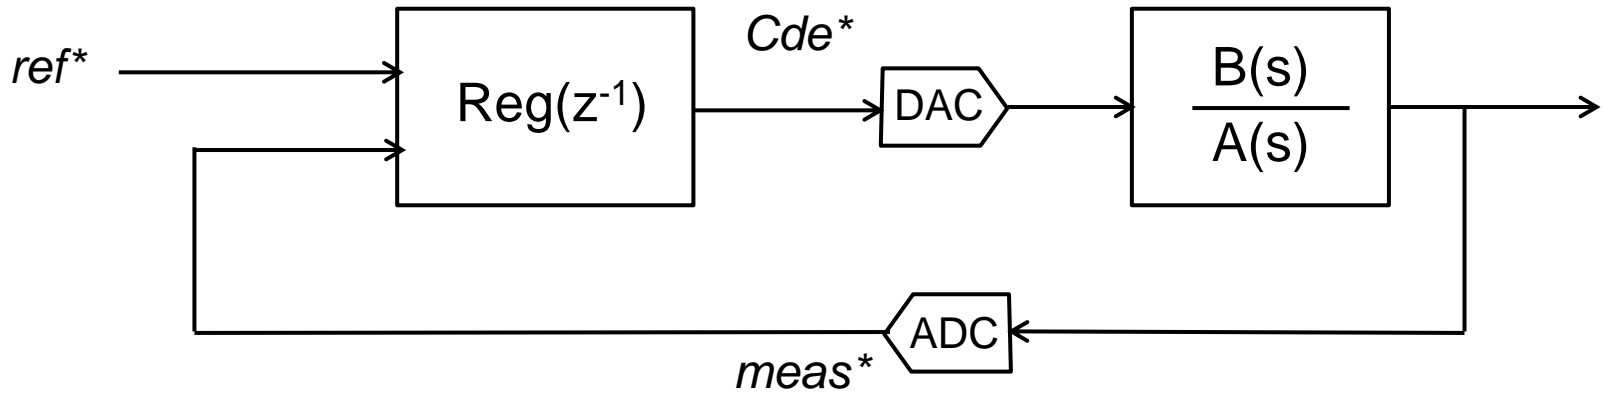 ref*
Reg(z⁻¹)
Cde*
DAC
B(s)
A(s)
ADC
meas*